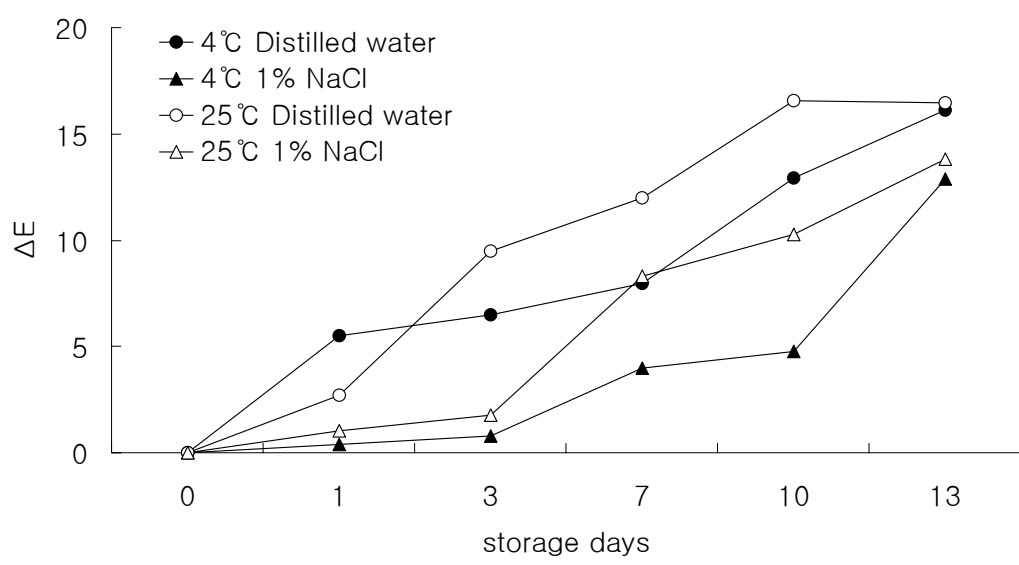 20
15
10
5
0
ΔE
4℃ Distilled water
4℃ 1% NaCl
25℃ Distilled water
25℃ 1% NaCl
0 1 3 7 10 13
storage days